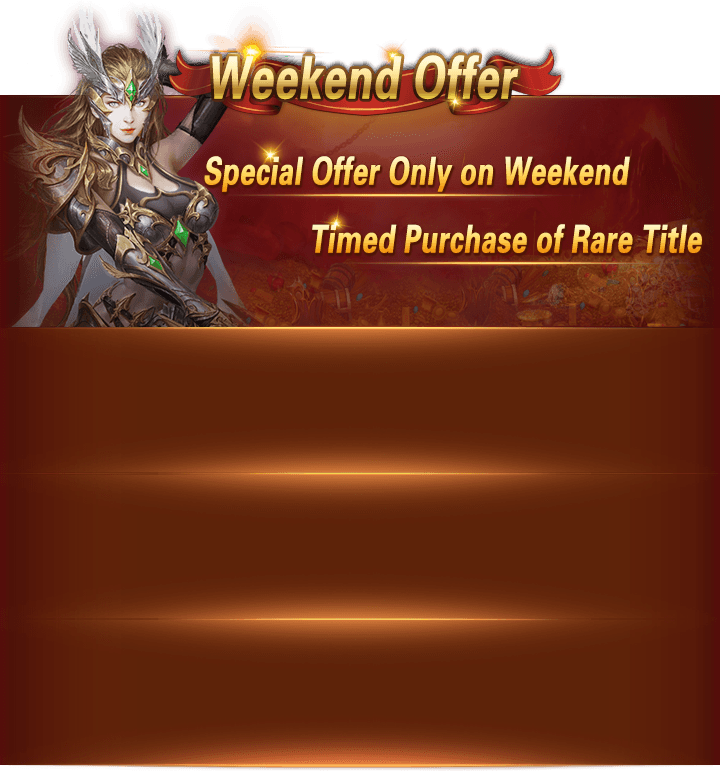 Weekend Offer
Special Offer Only on Weekend
Timed Purchase of Rare Title